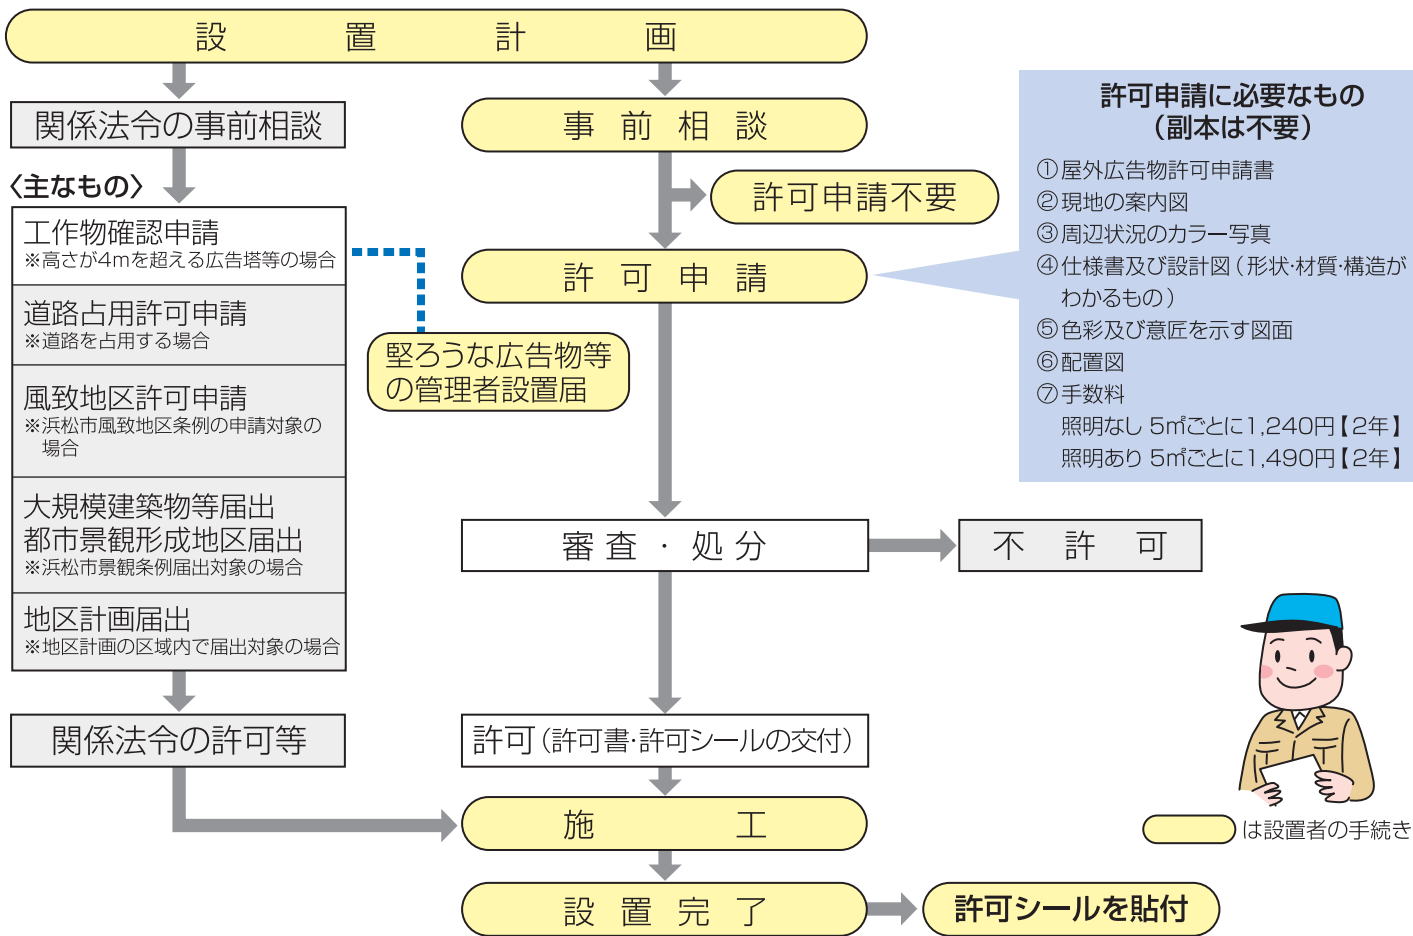 設置計画
関係法令の事前相談
〈主なもの〉
工作物確認申請
※高さが4mを超える広告塔等の場合
道路占用許可申請
※道路を占用する場合
風致地区許可申請
※浜松市風致地区条例の申請対象の
場合
大規模建築物等届出
都市景観形成地区届出
※浜松市景観条例届出対象の場合
地区計画届出
※地区計画の区域内で届出対象の場合
関係法令の許可等
事前相談
許可申請不要
許可申請
堅ろうな広告物等
の管理者設置届
審査・処分
不許可
許可(許可書・許可シールの交付)
施工
設置完了
許可シールを貼付
許可申請に必要なもの
(副本は不要)
①屋外広告物許可申請書
②現地の案内図
③周辺状況のカラー写真
④仕様書及び設計図(形状・材質・構造が
わかるもの)
⑤色彩及び意匠を示す図面
⑥配置図
⑦手数料
照明なし 5㎡ごとに1,240円【2年】
照明あり 5㎡ごとに1,490円【2年】
は設置者の手続き